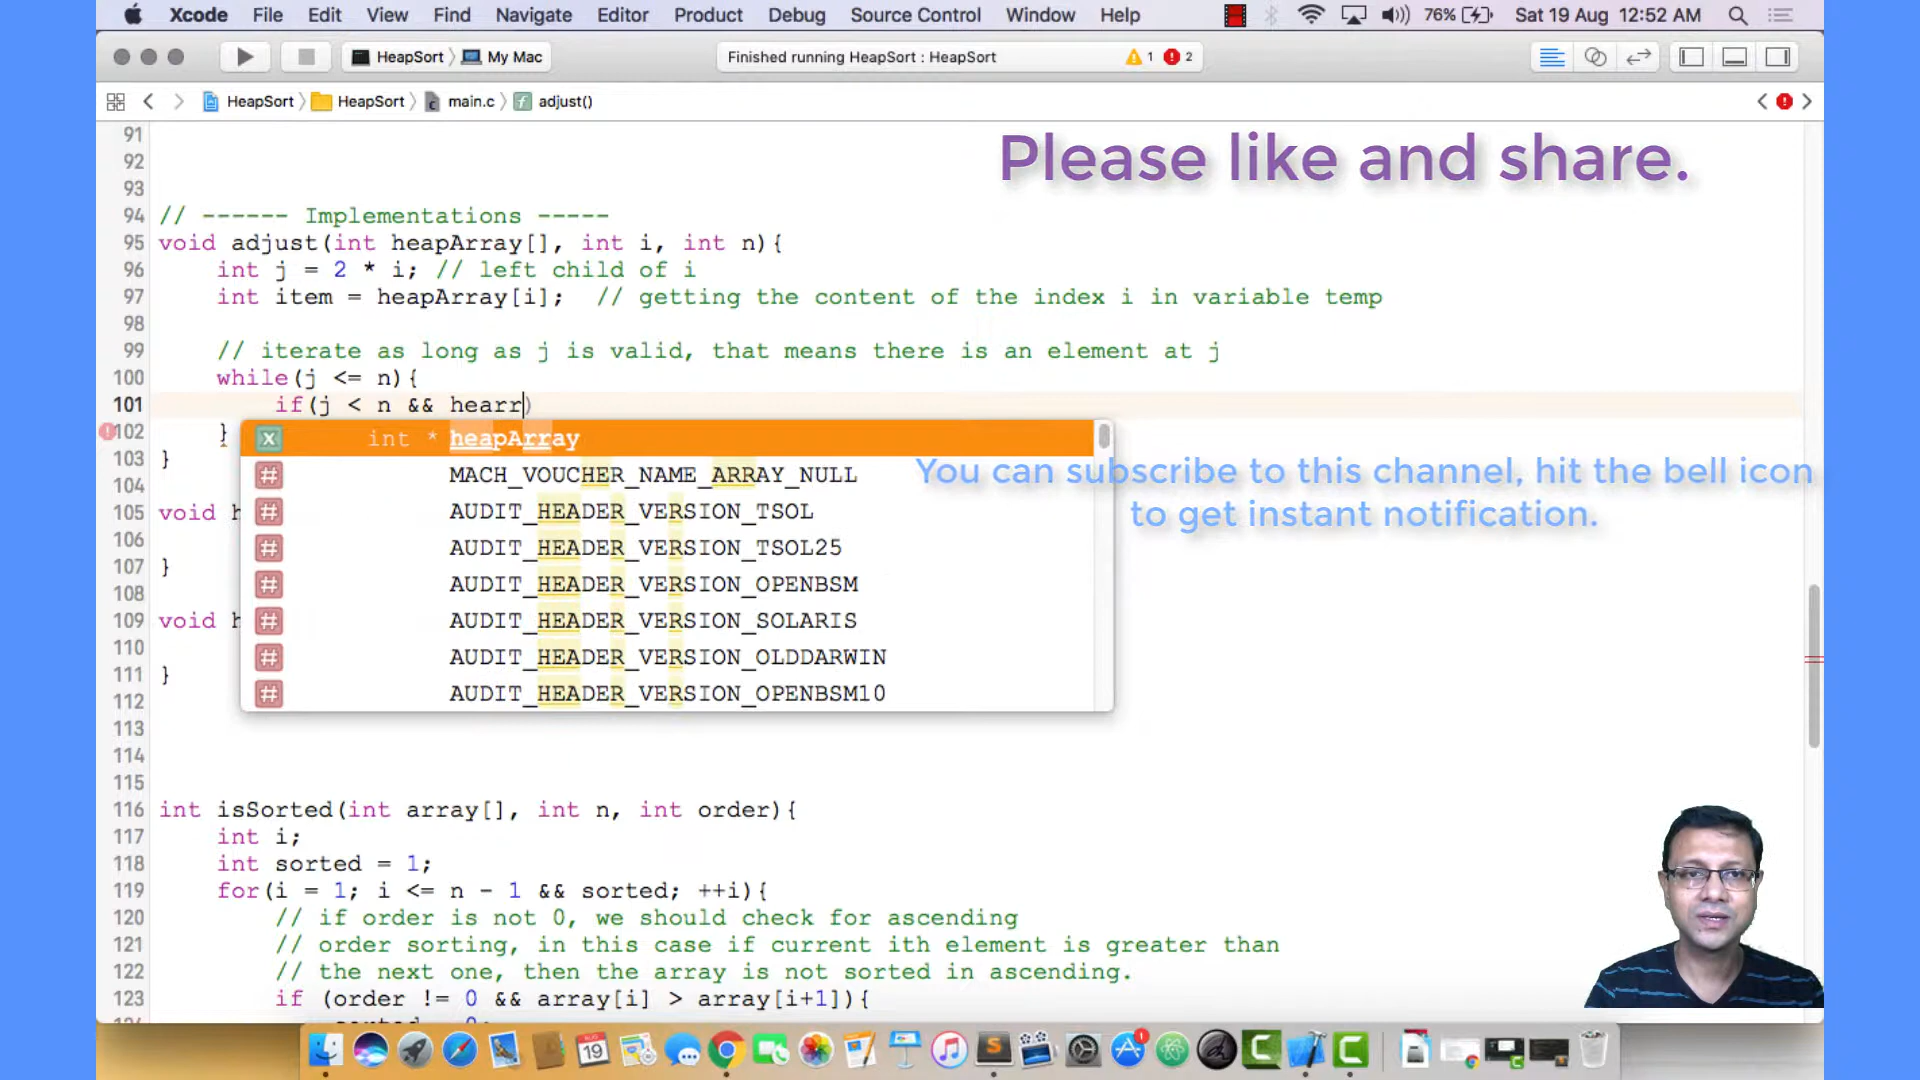 Xcode File Edit View Find Navigate Editor Product Debug Source Control Window Help 76% Sat 19 Aug 12:52 AM
HeapSort My Mac Finished running HeapSort : HeapSort 1 2
HeapSort HeapSort main.c adjust()
91
92
93
94 // ------ Implementations -----
95 void adjust(int heapArray[], int i, int n){
96 int j = 2 * i; // left child of i
97 int item = heapArray[i]; // getting the content of the index i in variable temp
98
99 // iterate as long as j is valid, that means there is an element at j
100 while(j <= n){
101 if(j < n && hearr)
102 }
103 }
104
105 void h
106
107 }
108
109 void h
110
111 }
112
113
114
115
116 int isSorted(int array[], int n, int order){
117 int i;
118 int sorted = 1;
119 for(i = 1; i <= n - 1 && sorted; ++i){
120 // if order is not 0, we should check for ascending
121 // order sorting, in this case if current ith element is greater than
122 // the next one, then the array is not sorted in ascending.
123 if (order != 0 && array[i] > array[i+1]){
int * heapArray
MACH_VOUCHER_NAME_ARRAY_NULL
AUDIT_HEADER_VERSION_TSOL
AUDIT_HEADER_VERSION_TSOL25
AUDIT_HEADER_VERSION_OPENBSM
AUDIT_HEADER_VERSION_SOLARIS
AUDIT_HEADER_VERSION_OLDDARWIN
AUDIT_HEADER_VERSION_OPENBSM10
Please like and share.
You can subscribe to this channel, hit the bell icon
to get instant notification.
19